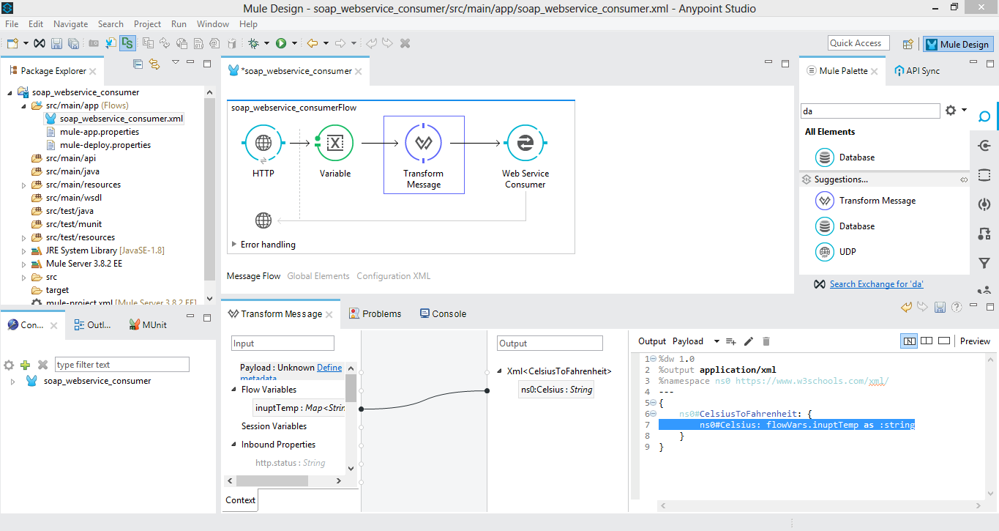 Mule Design - soap_webservice_consumer/src/main/app/soap_webservice_consumer.xml - Anypoint Studio
File Edit Navigate Search Project Run Window Help
Quick Access
Mule Design
Package Explorer
soap_webservice_consumer
src/main/app (Flows)
soap_webservice_consumer.xml
mule-app.properties
mule-deploy.properties
src/main/api
src/main/java
src/main/resources
src/main/wsdl
src/test/java
src/test/munit
src/test/resources
JRE System Library [JavaSE-1.8]
Mule Server 3.8.2 EE
src
target
mule-project.xml [Mule Server 3.8.2 EE]
*soap_webservice_consumer
soap_webservice_consumerFlow
HTTP
Variable
Transform
Message
Web Service
Consumer
Error handling
Message Flow Global Elements Configuration XML
Mule Palette
API Sync
da
All Elements
Database
Suggestions...
Transform Message
Database
UDP
Search Exchange for 'da'
Con...
Outl...
MUnit
type filter text
soap_webservice_consumer
Transform Message
Problems
Console
Input
Payload : Unknown Define
metadata
Flow Variables
inuptTemp : Map<Strin
Session Variables
Inbound Properties
http.status : String
Context
Output
Xml<CelsiusToFahrenheit>
ns0:Celsius : String
Output Payload
Preview
1 %dw 1.0
2 %output application/xml
3 %namespace ns0 https://www.w3schools.com/xml/
4 ---
5 {
6 ns0#CelsiusToFahrenheit: {
7 ns0#Celsius: flowVars.inuptTemp as :string
8 }
9 }